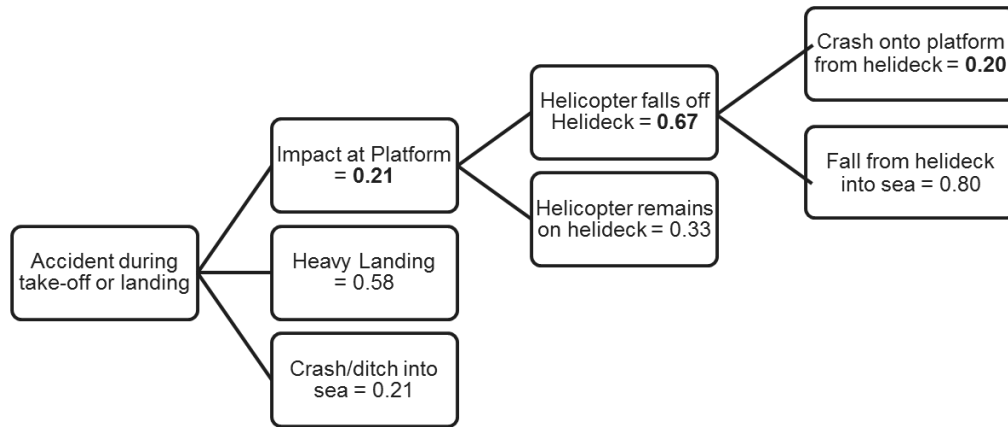 Accident during
take-off or landing
Impact at Platform
= 0.21
Heavy Landing
= 0.58
Crash/ditch into
sea = 0.21
Helicopter falls off
Helideck = 0.67
Helicopter remains
on helideck = 0.33
Crash onto platform
from helideck = 0.20
Fall from helideck
into sea = 0.80